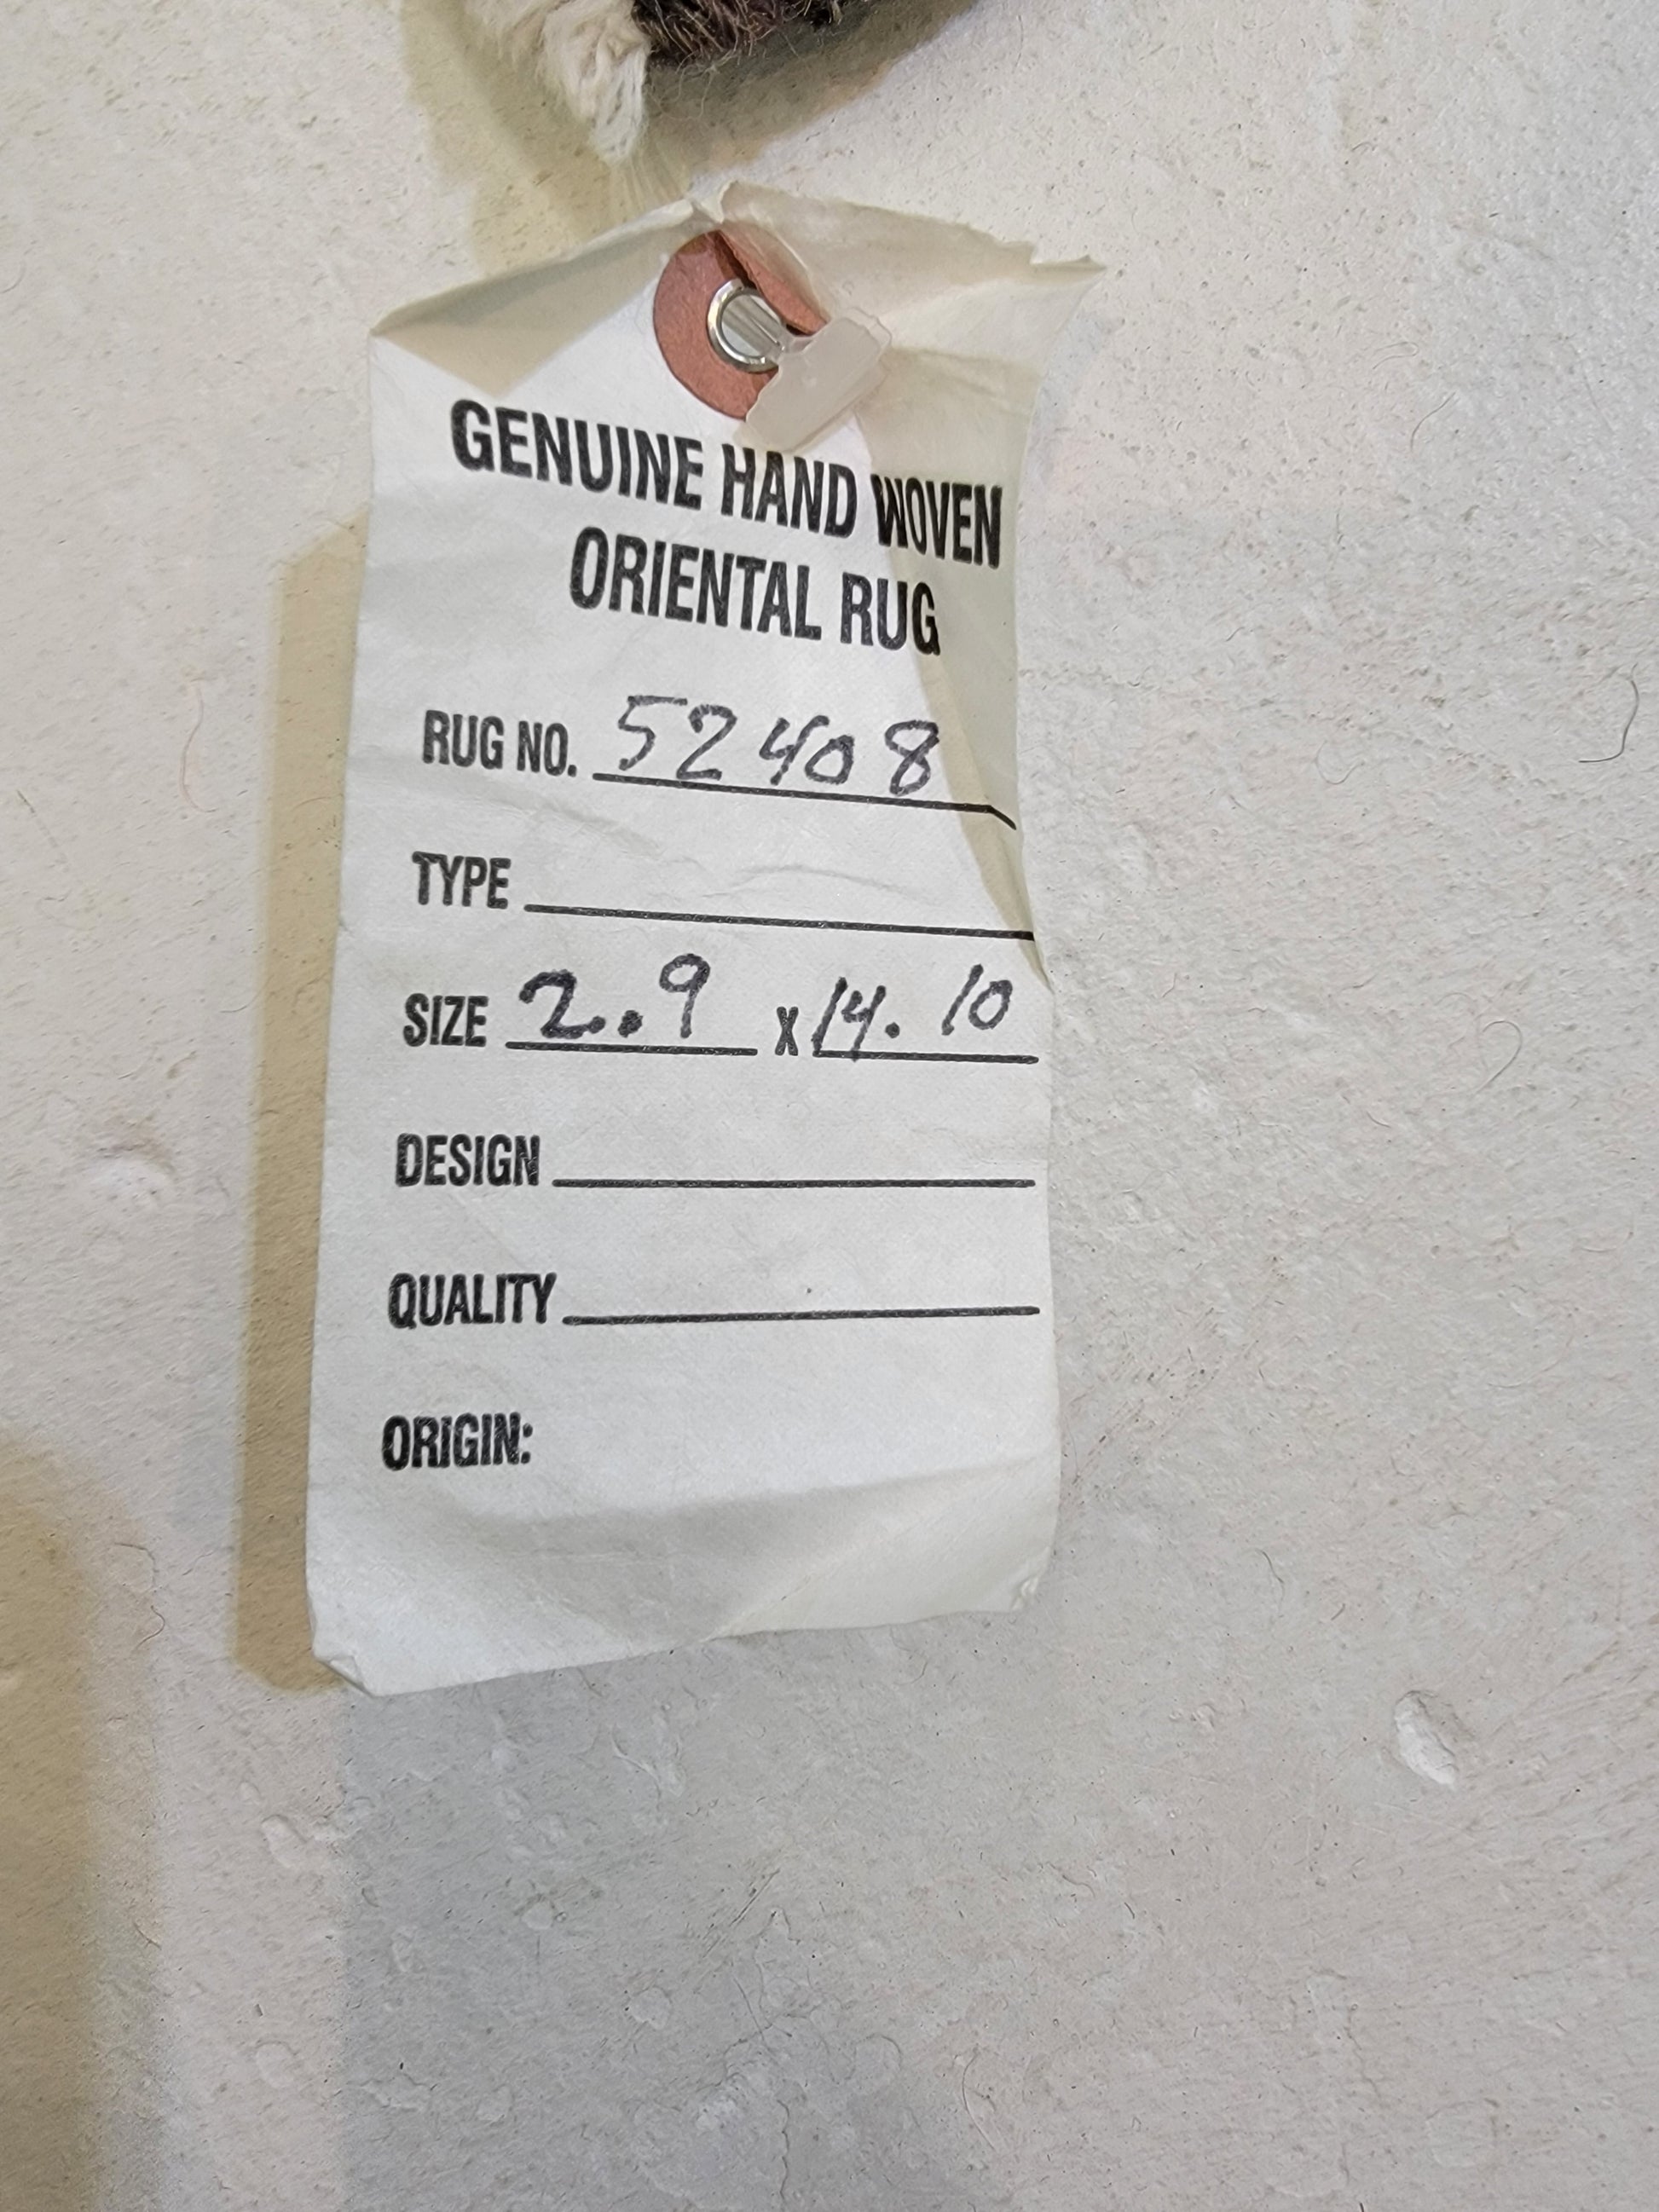 GENUINE HAND WOVEN
ORIENTAL RUG
RUG NO. 52408
TYPE
SIZE 2.9 X 14.10
DESIGN
QUALITY
ORIGIN: